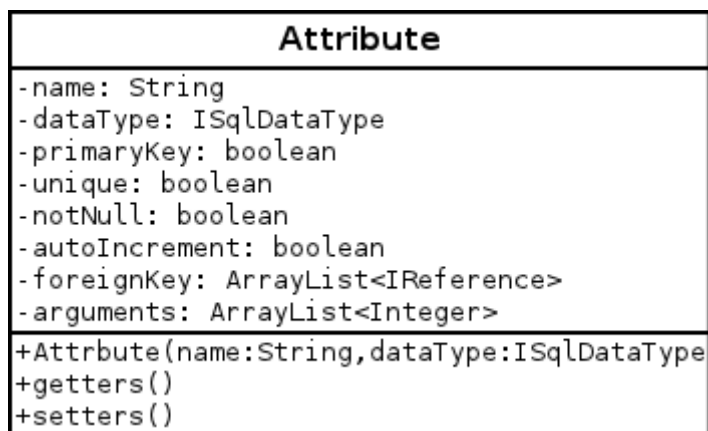 Attribute
-name: String
-dataType: ISqlDataType
-primaryKey: boolean
-unique: boolean
-notNull: boolean
-autoIncrement: boolean
-foreignKey: ArrayList<IReference>
-arguments: ArrayList<Integer>
+Attrbute(name:String,dataType:ISqlDataType
+getters()
+setters()